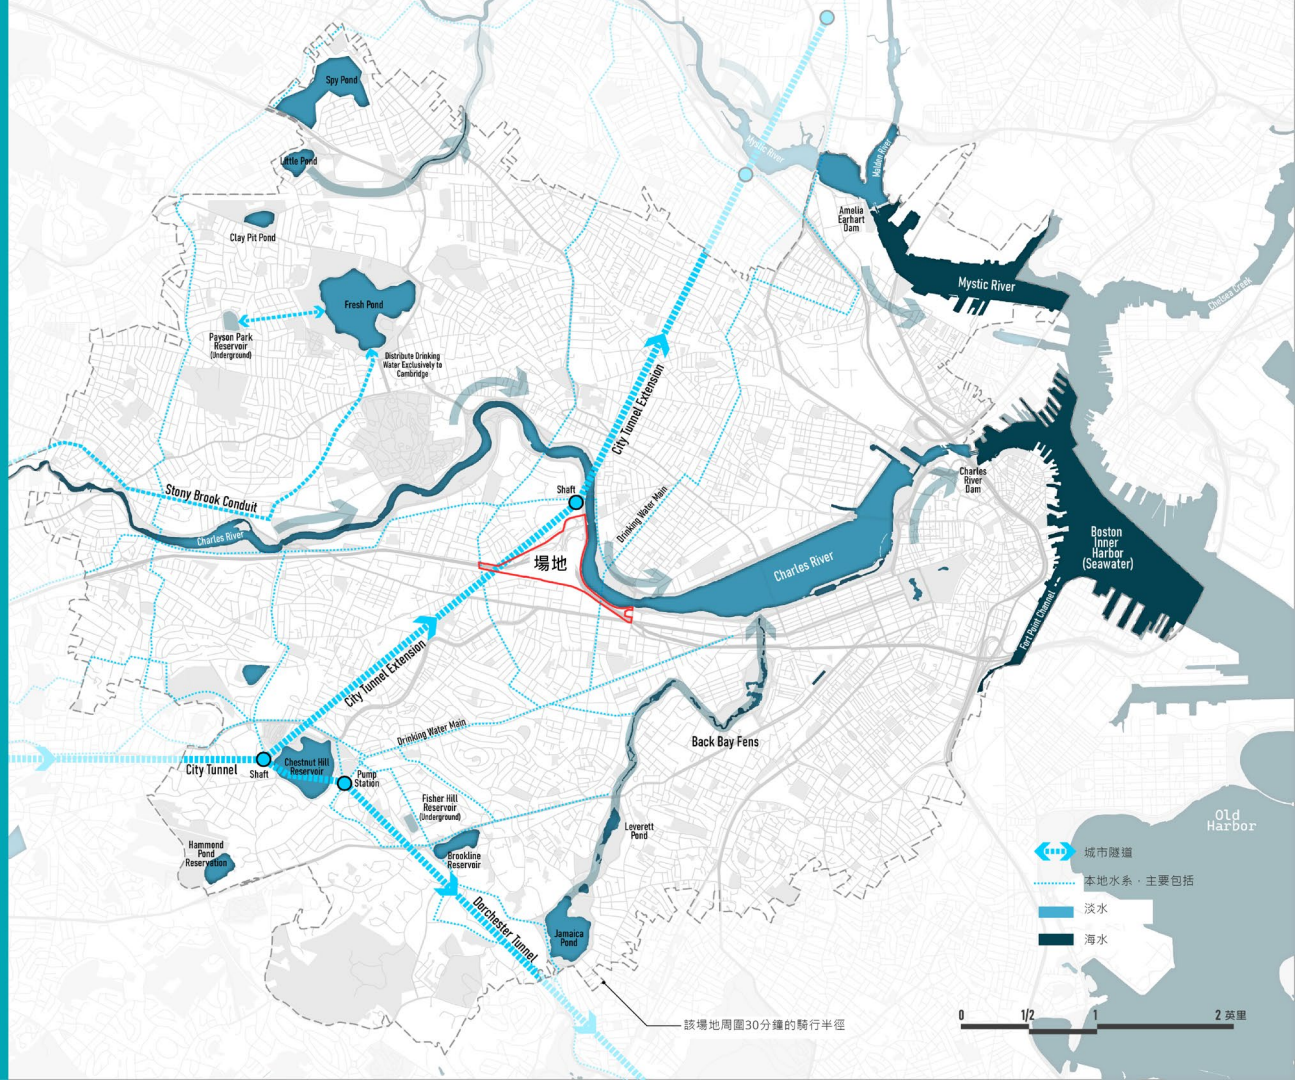 Spy Pond
Little Pond
Mystic River
Malden River
Amelia
Earhart
Dam
Clay Pit Pond
Mystic River
Chelsea Creek
Fresh Pond
Payson Park
Reservoir
(Underground)
Distribute Drinking
Water Exclusively to
Cambridge
City Tunnel Extension
Stony Brook Conduit
Shaft
Drinking Water Main
Charles
River
Dam
Charles River
場地
Charles River
Boston
Inner
Harbor
(Seawater)
Fort Point Channel
City Tunnel Extension
Drinking Water Main
Back Bay Fens
City Tunnel
Shaft
Chestnut Hill
Reservoir
Pump
Station
Fisher Hill
Reservoir
(Underground)
Leverett
Pond
Old
Harbor
Hammond
Pond
Reservation
Brookline
Reservoir
城市隧道
本地水系，主要包括
淡水
海水
Dorchester Tunnel
Jamaica
Pond
該場地周圍30分鐘的騎行半徑
0 1/2 1 2 英里